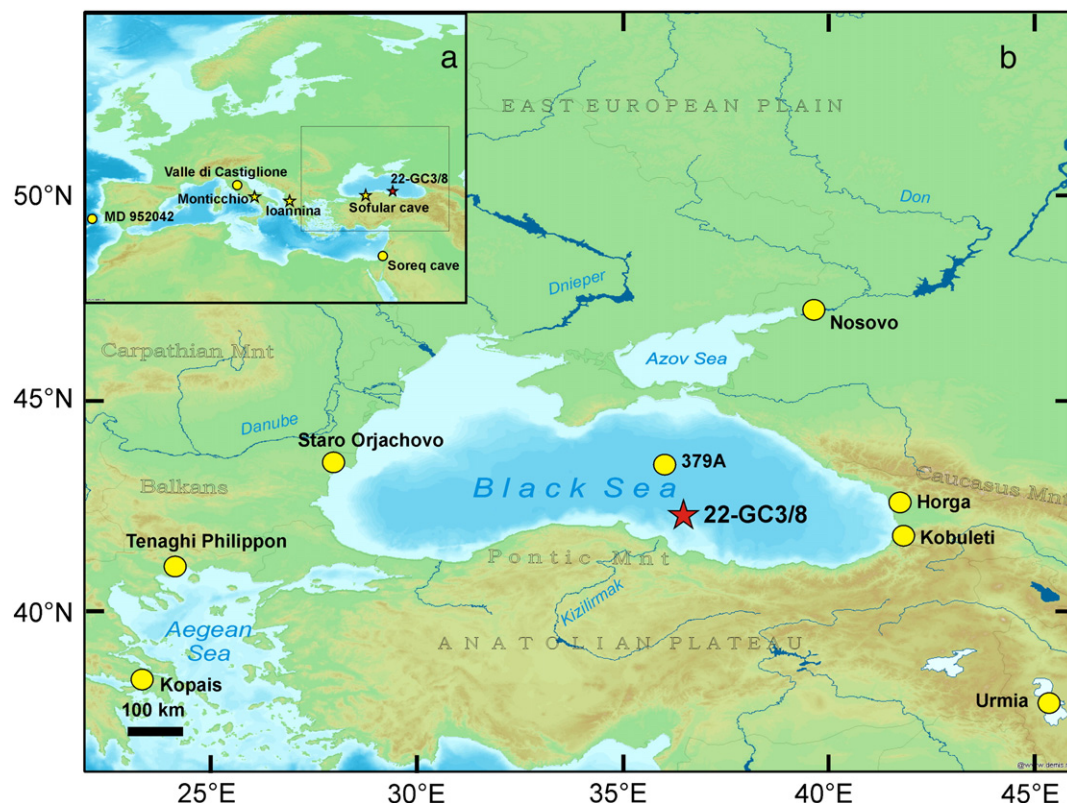 a
b
EAST EUROPEAN PLAIN
Valle di Castiglione
22-GC3/8
50°N
Monticchio
Ioannina
Sofular cave
Don
MD 952042
Soreq cave
Dnieper
Nosovo
Carpathian Mnt
Azov Sea
45°N
Danube
Staro Orjachovo
379A
Balkans
Black Sea
Caucasus Mnt
Horga
22-GC3/8
Kobuleti
Tenaghi Philippon
Pontic Mnt
40°N
Kizilirmak
Aegean
Sea
ANATOLIAN PLATEAU
Kopais
Urmia
100 km
25°E
30°E
35°E
40°E
45°E